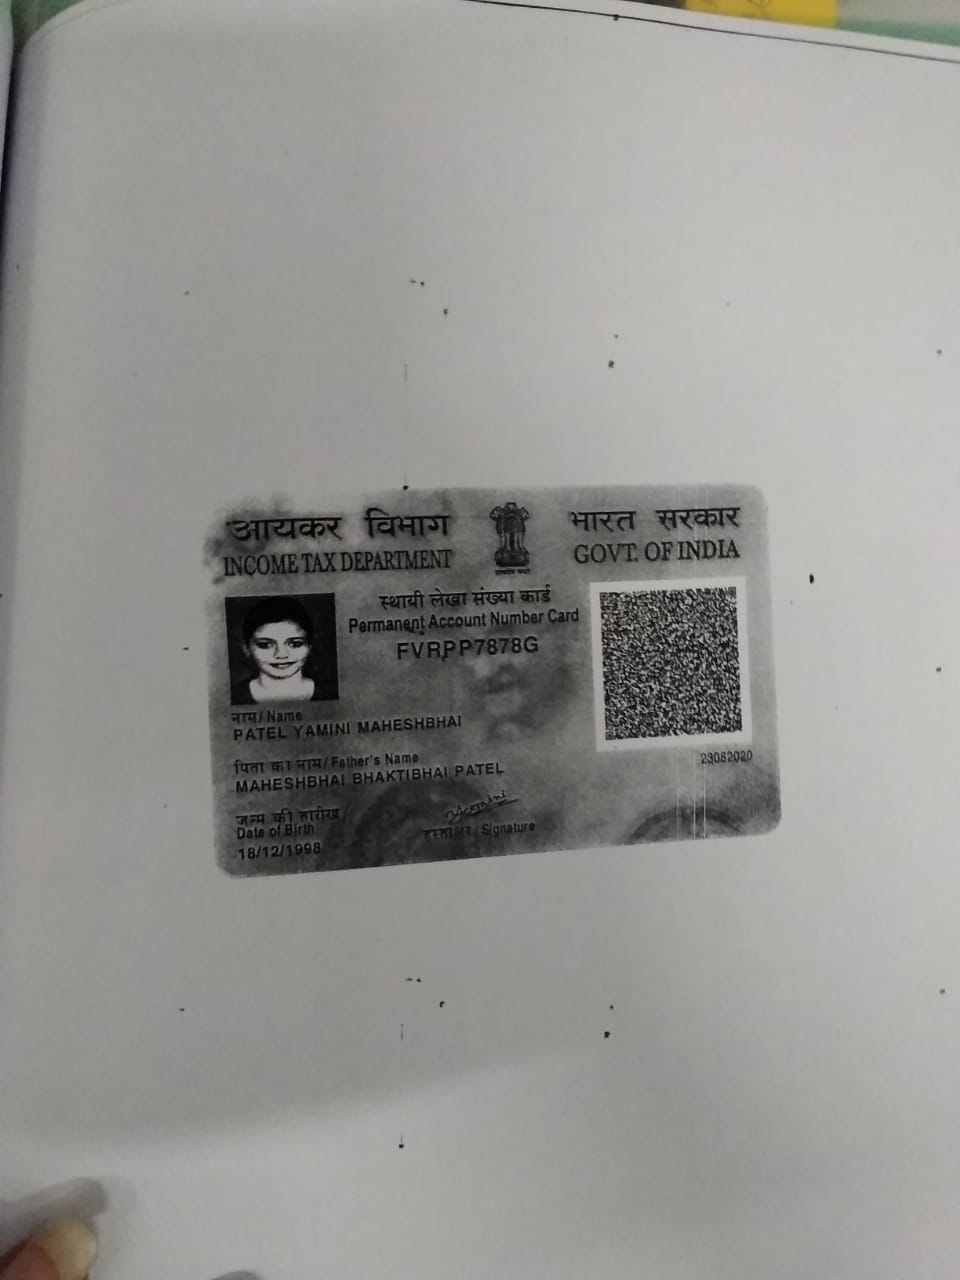 आयकर विभाग
INCOME TAX DEPARTMENT
भारत सरकार
GOVT. OF INDIA
स्थायी लेखा संख्या कार्ड
Permanent Account Number Card
FVRPP7878G
नाम / Name
PATEL YAMINI MAHESHBHAI
पिता का नाम / Father's Name
MAHESHBHAI BHAKTIBHAI PATEL
जन्म की तारीख /
Date of Birth
18/12/1998
हस्ताक्षर / Signature
23082020